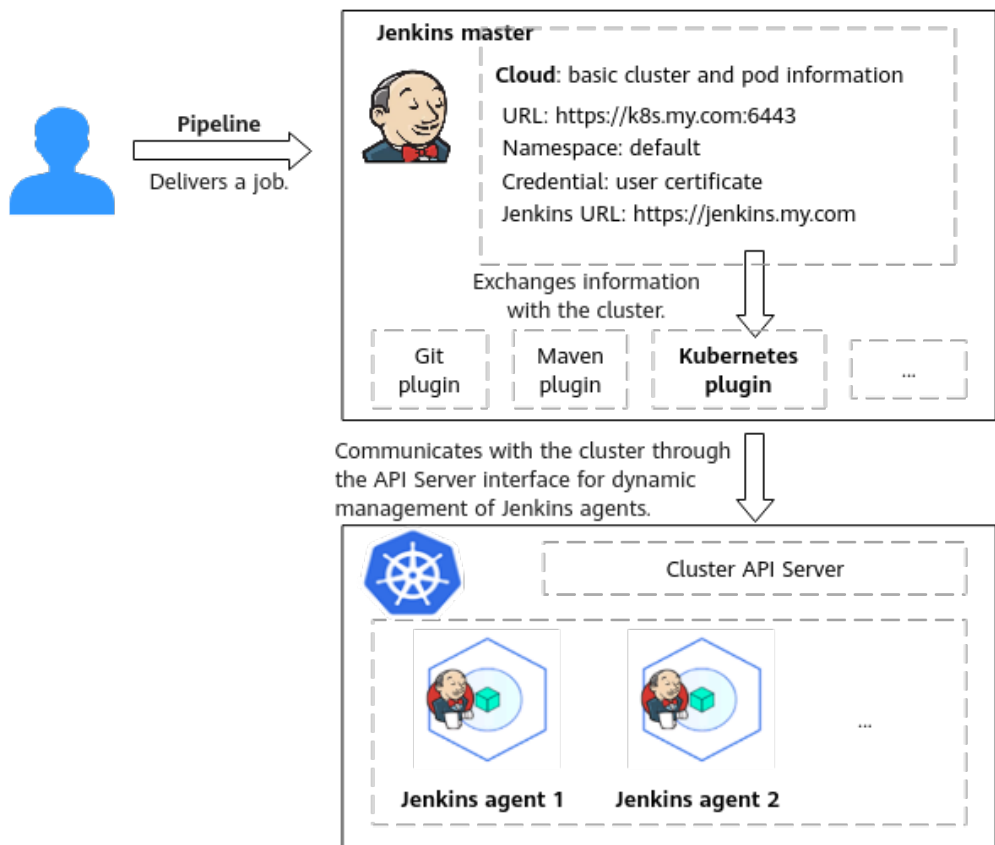 Jenkins master
Cloud: basic cluster and pod information
URL: https://k8s.my.com:6443
Namespace: default
Credential: user certificate
Jenkins URL: https://jenkins.my.com
Pipeline
Delivers a job.
Exchanges information
with the cluster.
Git
plugin
Maven
plugin
Kubernetes
plugin
...
Communicates with the cluster through
the API Server interface for dynamic
management of Jenkins agents.
Cluster API Server
...
Jenkins agent 1
Jenkins agent 2